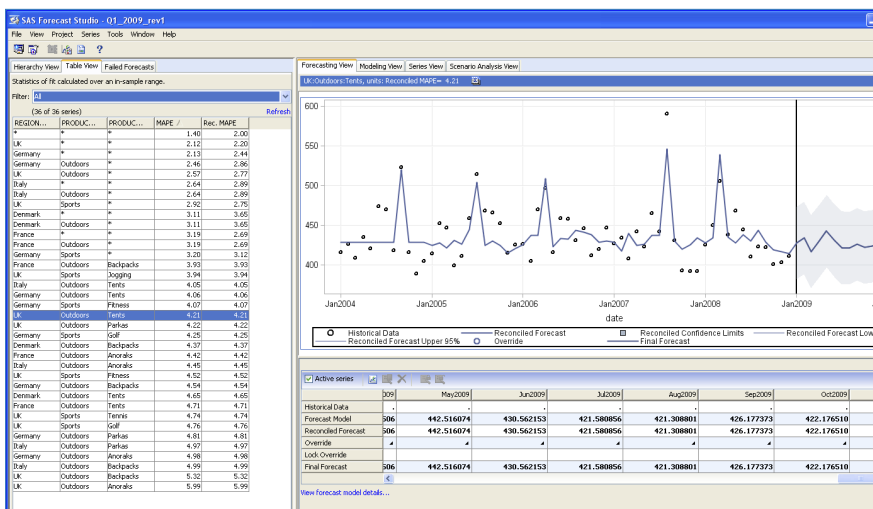 SAS Forecast Studio - Q1_2009_rev1
File View Project Series Tools Window Help
Hierarchy View Table View Failed Forecasts
Statistics of fit calculated over an in-sample range.
Filter: All
(36 of 36 series) Refresh
REGION... PRODUC... PRODUC... MAPE / Rec. MAPE
* * * 1.40 2.00
UK * * 2.12 2.20
Germany * * 2.13 2.44
Germany Outdoors * 2.46 2.86
UK Outdoors * 2.57 2.77
Italy * * 2.64 2.89
Italy Outdoors * 2.64 2.89
UK Sports * 2.92 2.75
Denmark * * 3.11 3.65
Denmark Outdoors * 3.11 3.65
France * * 3.19 2.69
France Outdoors * 3.19 2.69
Germany Sports * 3.20 3.12
France Outdoors Backpacks 3.93 3.93
UK Sports Jogging 3.94 3.94
Italy Outdoors Tents 4.05 4.05
Germany Outdoors Tents 4.06 4.06
Germany Sports Fitness 4.07 4.07
UK Outdoors Tents 4.21 4.21
UK Outdoors Parkas 4.22 4.22
Germany Sports Golf 4.25 4.25
Denmark Outdoors Backpacks 4.37 4.37
France Outdoors Anoraks 4.42 4.42
Italy Outdoors Anoraks 4.45 4.45
UK Sports Fitness 4.52 4.52
Germany Outdoors Backpacks 4.54 4.54
Denmark Outdoors Tents 4.65 4.65
France Outdoors Tents 4.71 4.71
UK Sports Tennis 4.74 4.74
UK Sports Golf 4.76 4.76
Germany Outdoors Parkas 4.81 4.81
Italy Outdoors Parkas 4.97 4.97
Germany Outdoors Anoraks 4.98 4.98
Italy Outdoors Backpacks 4.99 4.99
UK Outdoors Backpacks 5.32 5.32
UK Outdoors Anoraks 5.99 5.99
Forecasting View Modeling View Series View Scenario Analysis View
UK:Outdoors:Tents, units: Reconciled MAPE= 4.21
600
550
500
450
400
Jan2004 Jan2005 Jan2006 Jan2007 Jan2008 Jan2009
date
Historical Data Reconciled Forecast Reconciled Confidence Limits Reconciled Forecast Low
Reconciled Forecast Upper 95% Override Final Forecast
Active series
009 May2009 Jun2009 Jul2009 Aug2009 Sep2009 Oct2009
Historical Data . . . . . . .
Forecast Model 606 442.516074 430.562153 421.580856 421.308801 426.177373 422.176510
Reconciled Forecast 606 442.516074 430.562153 421.580856 421.308801 426.177373 422.176510
Override
Lock Override
Final Forecast 606 442.516074 430.562153 421.580856 421.308801 426.177373 422.176510
View forecast model details...